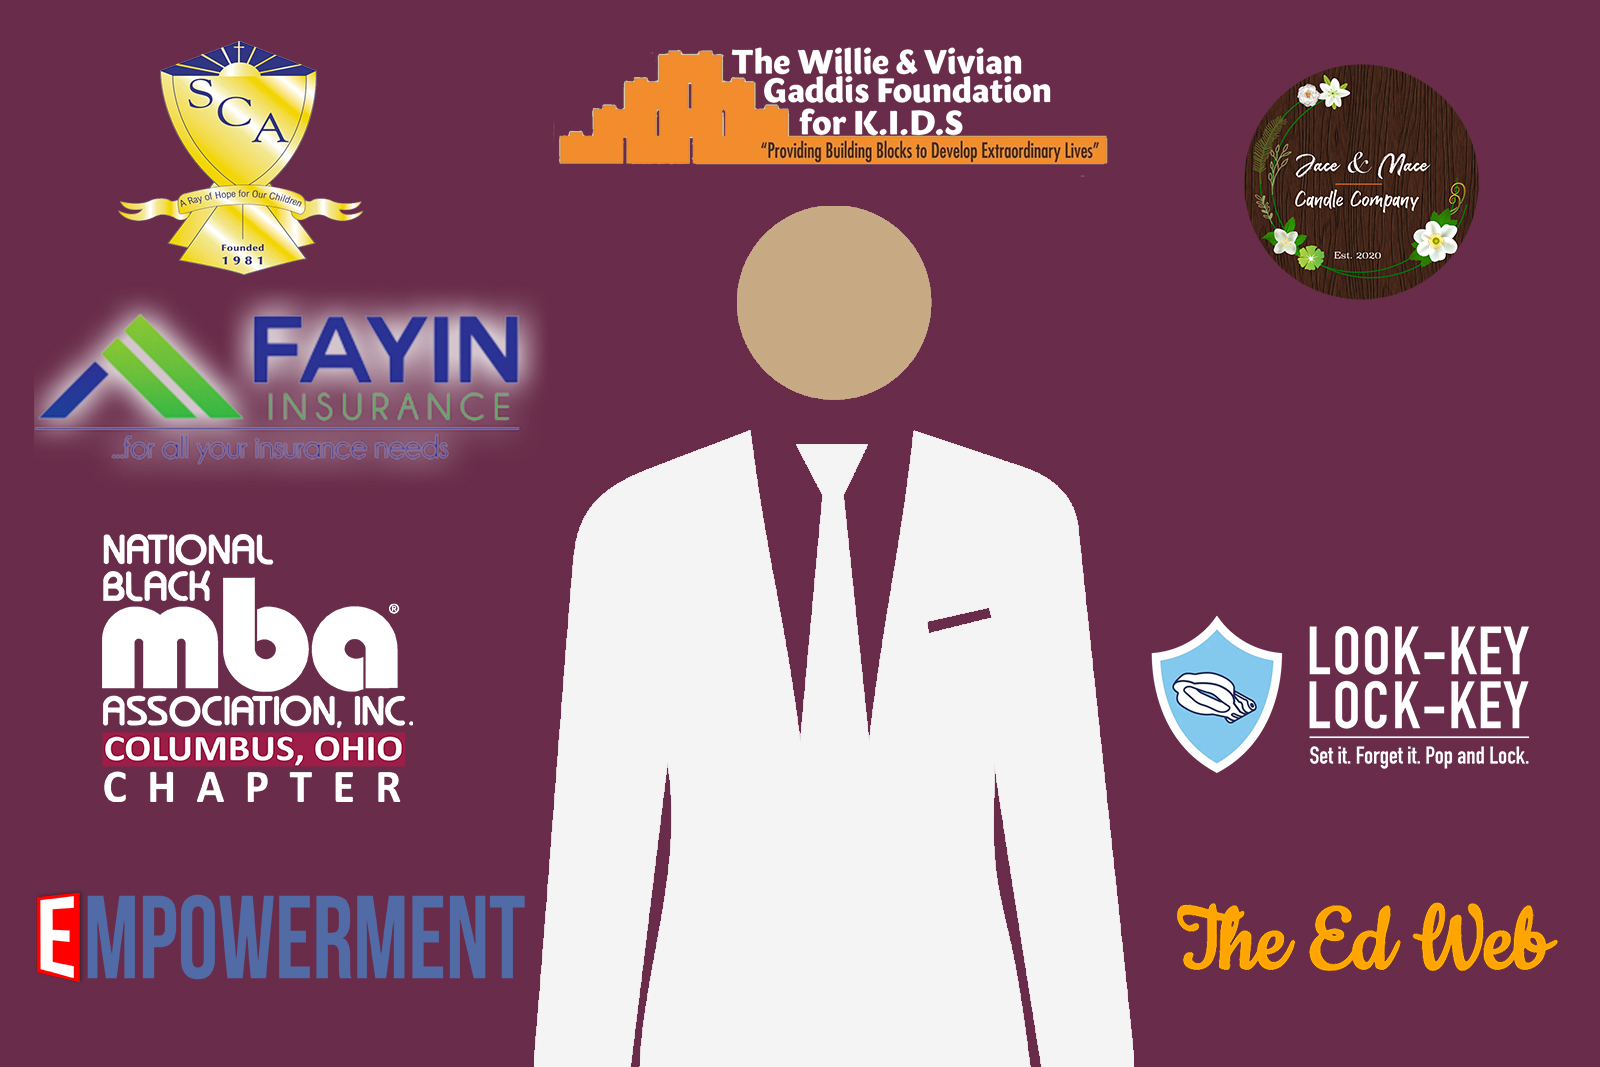 SCA
A Ray of Hope for Our Children
Founded
1981
The Willie & Vivian
Gaddis Foundation
for K.I.D.S
"Providing Building Blocks to Develop Extraordinary Lives"
Jace & Mace
Candle Company
Est. 2020
FAYIN
INSURANCE
...for all your insurance needs
NATIONAL
BLACK
mba®
ASSOCIATION, INC.
COLUMBUS, OHIO
CHAPTER
LOOK-KEY
LOCK-KEY
Set it. Forget it. Pop and Lock.
EMPOWERMENT
The Ed Web